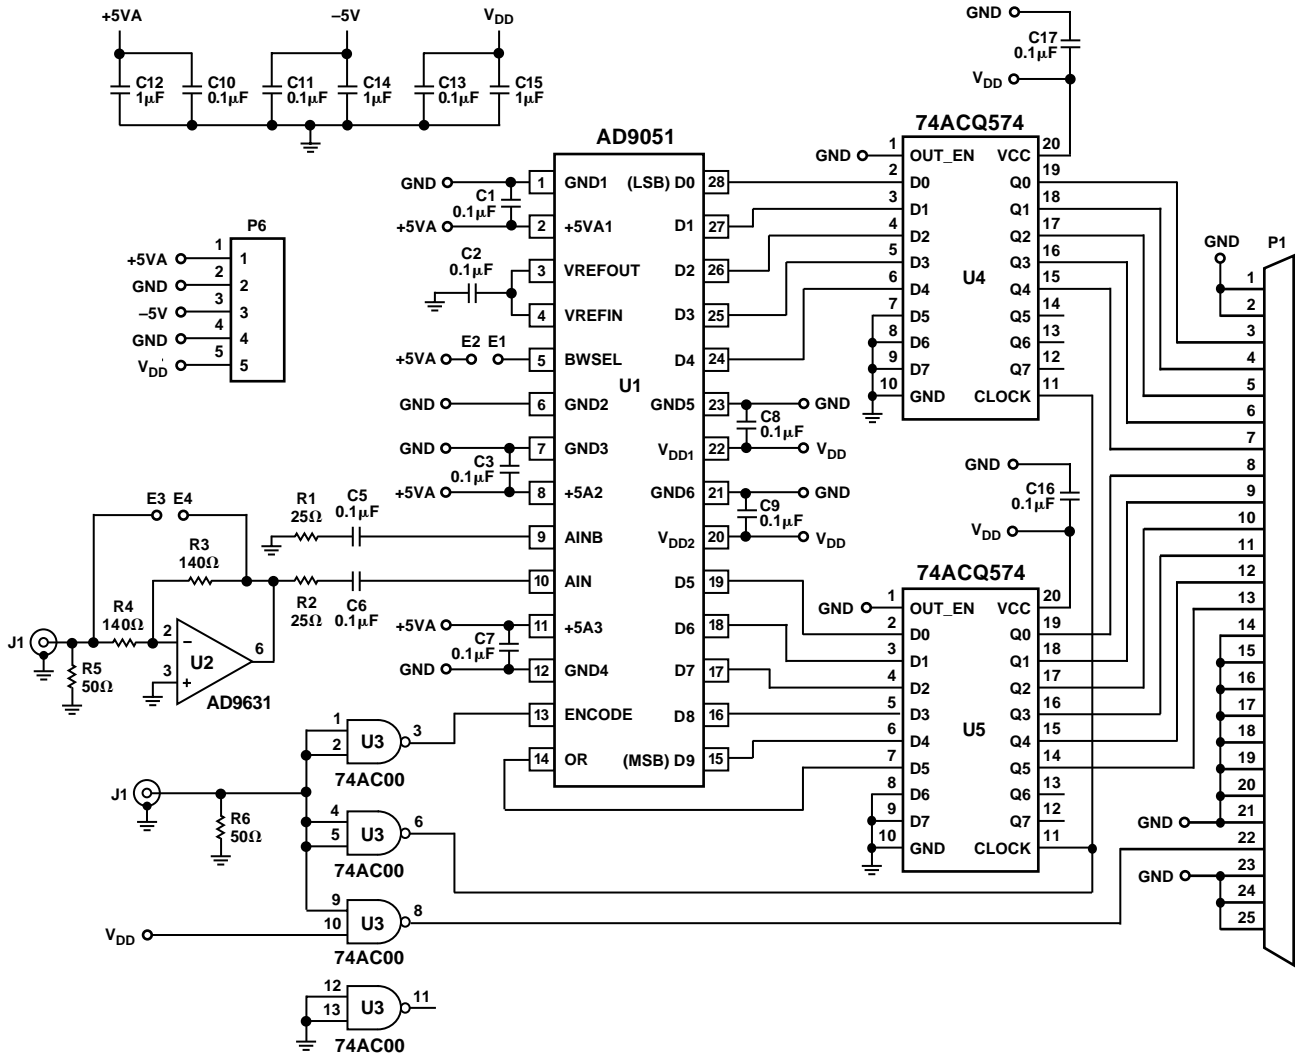 +5VA
–5V
VDD
C12
1μF
C10
0.1μF
C11
0.1μF
C14
1μF
C13
0.1μF
C15
1μF
GND
C17
0.1μF
VDD
P6
+5VA 1 1
GND 2 2
–5V 3 3
GND 4 4
VDD 5 5
AD9051
U1
GND
C1
0.1μF
+5VA
C2
0.1μF
+5VA E2 E1
GND
GND
C3
0.1μF
+5VA
R1
25Ω
C5
0.1μF
R2
25Ω
C6
0.1μF
+5VA
C7
0.1μF
GND
1 GND1
2 +5VA1
3 VREFOUT
4 VREFIN
5 BWSEL
6 GND2
7 GND3
8 +5A2
9 AINB
10 AIN
11 +5A3
12 GND4
13 ENCODE
14 OR
(LSB) D0 28
D1 27
D2 26
D3 25
D4 24
GND5 23
VDD1 22
GND6 21
VDD2 20
D5 19
D6 18
D7 17
D8 16
(MSB) D9 15
GND
C8
0.1μF
VDD
GND
C9
0.1μF
VDD
E3 E4
R3
140Ω
R4
140Ω
J1
R5
50Ω
2 –
3 +
6
U2
AD9631
J1
R6
50Ω
1
2
U3
3
74AC00
4
5
U3
6
74AC00
9
10
U3
8
74AC00
VDD
12
13
U3
11
74AC00
74ACQ574
U4
GND
1 OUT_EN
2 D0
3 D1
4 D2
5 D3
6 D4
7 D5
8 D6
9 D7
10 GND
VCC 20
Q0 19
Q1 18
Q2 17
Q3 16
Q4 15
Q5 14
Q6 13
Q7 12
CLOCK 11
GND
C16
0.1μF
VDD
74ACQ574
U5
GND
1 OUT_EN
2 D0
3 D1
4 D2
5 D3
6 D4
7 D5
8 D6
9 D7
10 GND
VCC 20
Q0 19
Q1 18
Q2 17
Q3 16
Q4 15
Q5 14
Q6 13
Q7 12
CLOCK 11
GND
P1
1
2
3
4
5
6
7
8
9
10
11
12
13
14
15
16
17
18
19
20
GND 21
22
GND 23
24
25